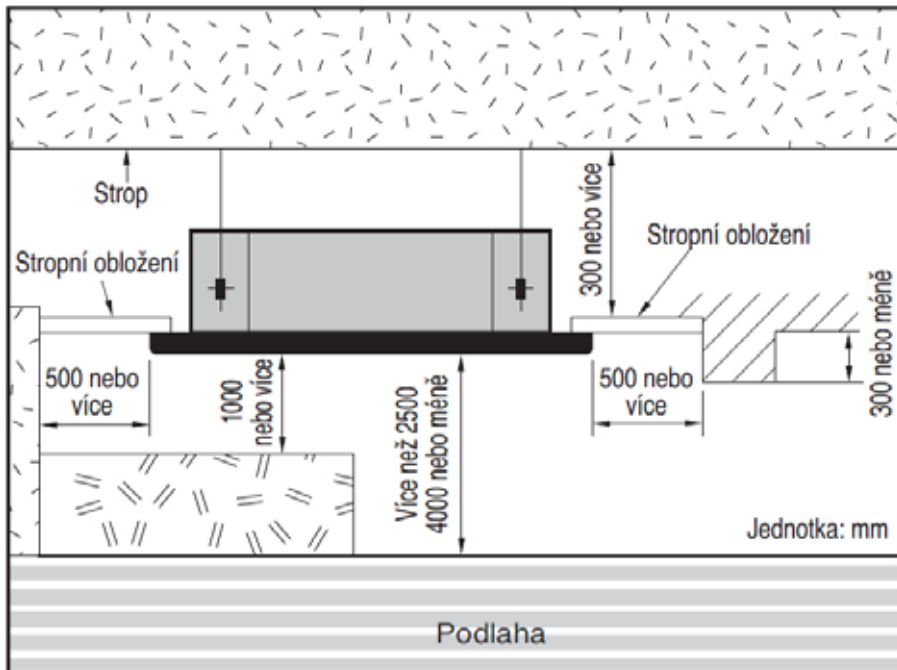 Strop
300 nebo více
Stropní obložení
Stropní obložení
300 nebo méně
500 nebo
více
1000
nebo více
Více než 2500
4000 nebo méně
500 nebo
více
Jednotka: mm
Podlaha